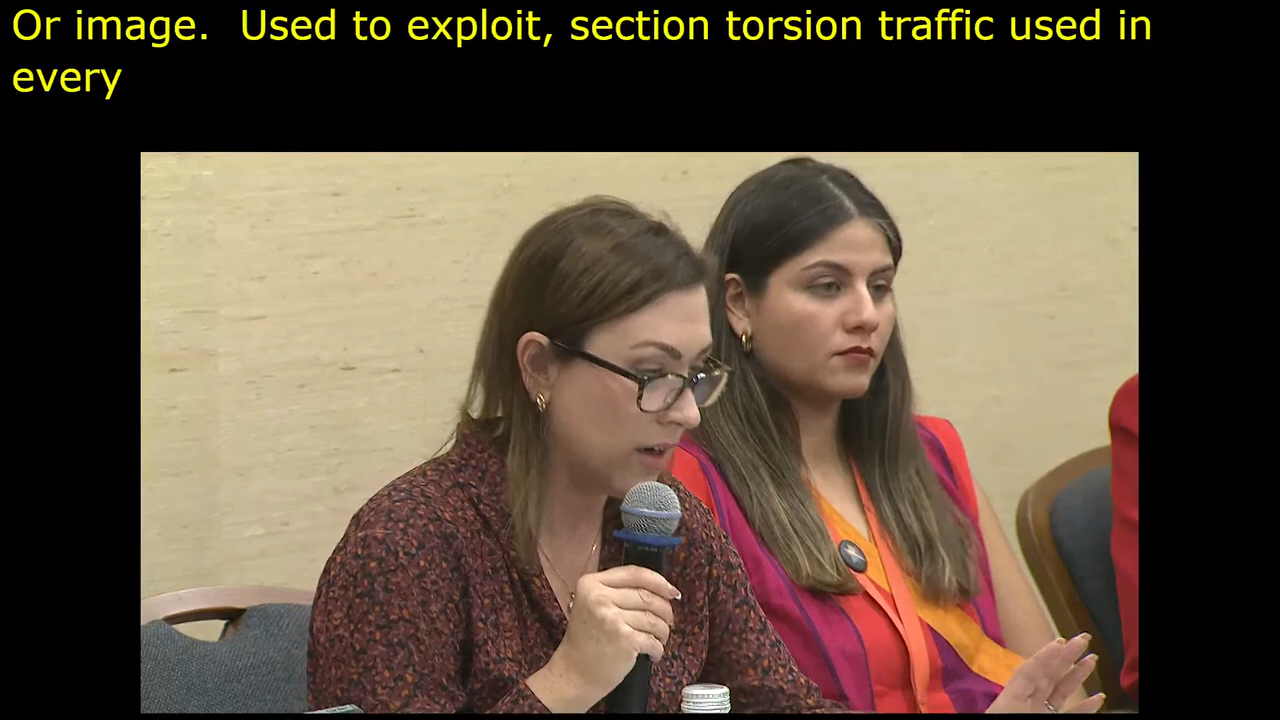 Or image.  Used to exploit, section torsion traffic used in
every